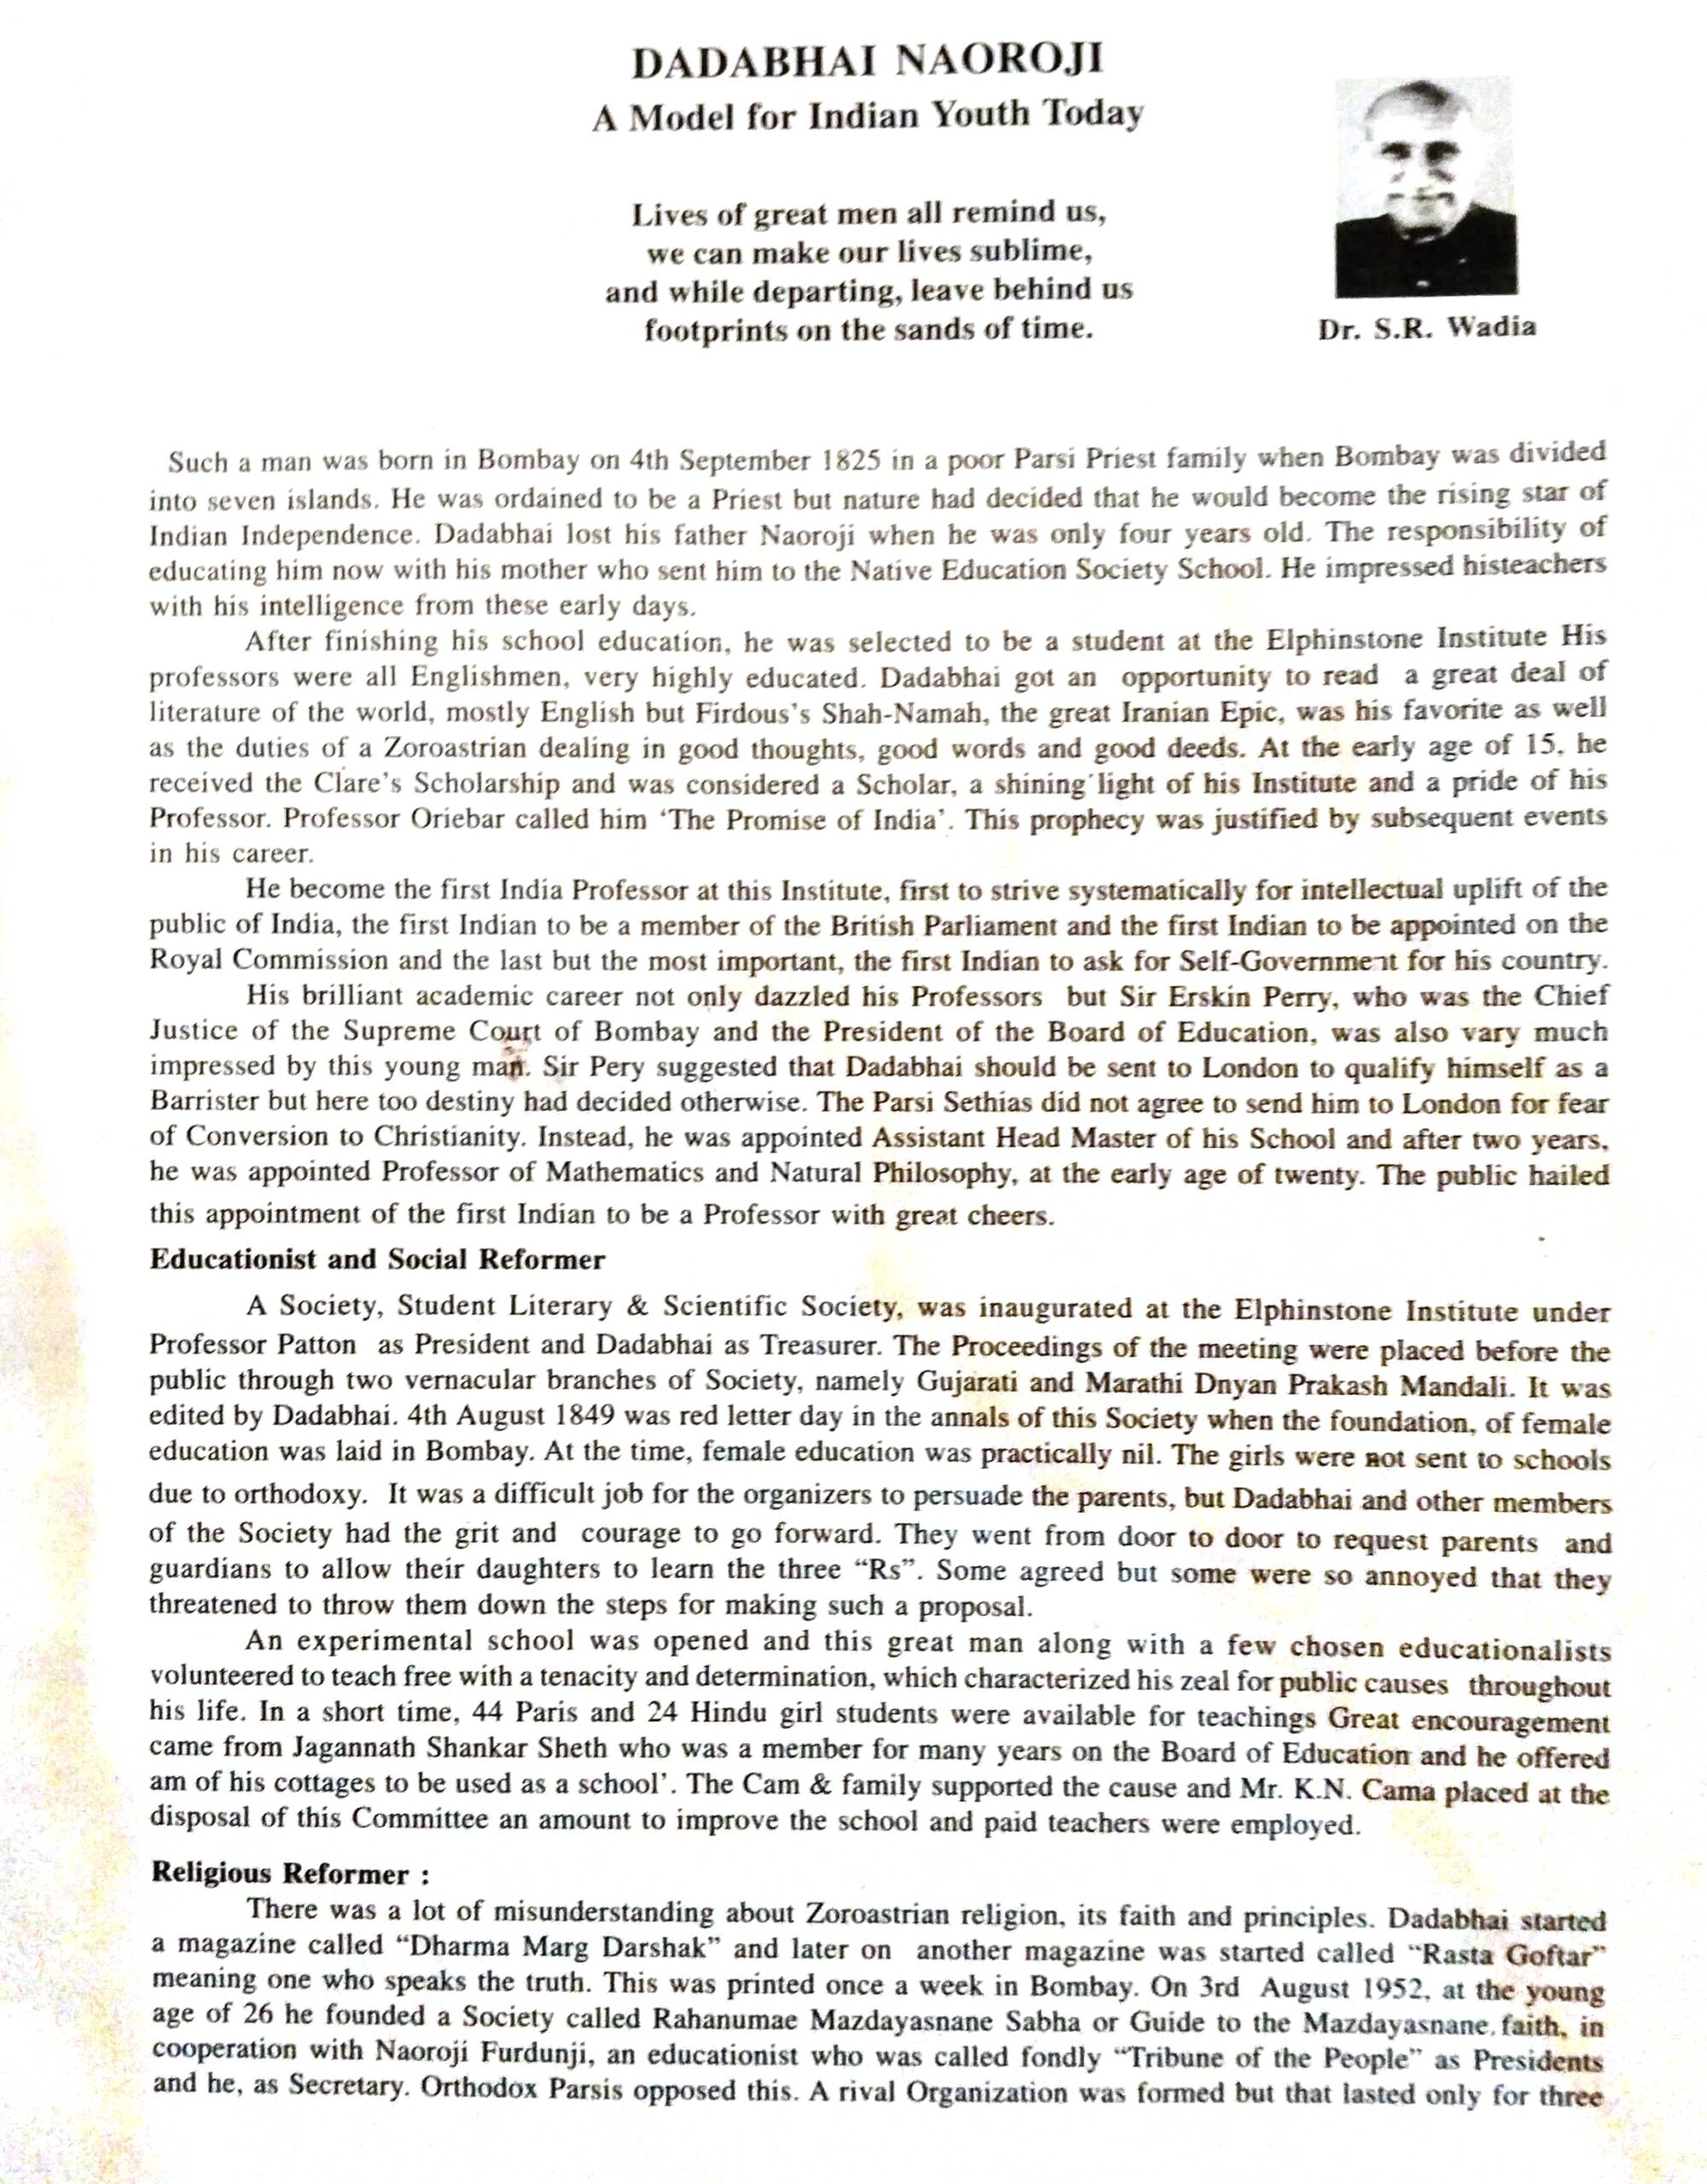 DADABHAI NAOROJI
A Model for Indian Youth Today
Lives of great men all remind us,
we can make our lives sublime,
and while departing, leave behind us
footprints on the sands of time.
Dr. S.R. Wadia
Such a man was born in Bombay on 4th September 1825 in a poor Parsi Priest family when Bombay was divided
into seven islands. He was ordained to be a Priest but nature had decided that he would become the rising star of
Indian Independence. Dadabhai lost his father Naoroji when he was only four years old. The responsibility of
educating him now with his mother who sent him to the Native Education Society School. He impressed histeachers
with his intelligence from these early days.
After finishing his school education, he was selected to be a student at the Elphinstone Institute His
professors were all Englishmen, very highly educated. Dadabhai got an opportunity to read a great deal of
literature of the world, mostly English but Firdous's Shah-Namah, the great Iranian Epic, was his favorite as well
as the duties of a Zoroastrian dealing in good thoughts, good words and good deeds. At the early age of 15, he
received the Clare's Scholarship and was considered a Scholar, a shining light of his Institute and a pride of his
Professor. Professor Oriebar called him 'The Promise of India'. This prophecy was justified by subsequent events
in his career.
He become the first India Professor at this Institute, first to strive systematically for intellectual uplift of the
public of India, the first Indian to be a member of the British Parliament and the first Indian to be appointed on the
Royal Commission and the last but the most important, the first Indian to ask for Self-Government for his country.
His brilliant academic career not only dazzled his Professors but Sir Erskin Perry, who was the Chief
Justice of the Supreme Court of Bombay and the President of the Board of Education, was also vary much
impressed by this young man. Sir Pery suggested that Dadabhai should be sent to London to qualify himself as a
Barrister but here too destiny had decided otherwise. The Parsi Sethias did not agree to send him to London for fear
of Conversion to Christianity. Instead, he was appointed Assistant Head Master of his School and after two years,
he was appointed Professor of Mathematics and Natural Philosophy, at the early age of twenty. The public hailed
this appointment of the first Indian to be a Professor with great cheers.
Educationist and Social Reformer
A Society, Student Literary & Scientific Society, was inaugurated at the Elphinstone Institute under
Professor Patton as President and Dadabhai as Treasurer. The Proceedings of the meeting were placed before the
public through two vernacular branches of Society, namely Gujarati and Marathi Dnyan Prakash Mandali. It was
edited by Dadabhai. 4th August 1849 was red letter day in the annals of this Society when the foundation, of female
education was laid in Bombay. At the time, female education was practically nil. The girls were not sent to schools
due to orthodoxy. It was a difficult job for the organizers to persuade the parents, but Dadabhai and other members
of the Society had the grit and courage to go forward. They went from door to door to request parents and
guardians to allow their daughters to learn the three "Rs". Some agreed but some were so annoyed that they
threatened to throw them down the steps for making such a proposal.
An experimental school was opened and this great man along with a few chosen educationalists
volunteered to teach free with a tenacity and determination, which characterized his zeal for public causes throughout
his life. In a short time, 44 Paris and 24 Hindu girl students were available for teachings Great encouragement
came from Jagannath Shankar Sheth who was a member for many years on the Board of Education and he offered
am of his cottages to be used as a school'. The Cam & family supported the cause and Mr. K.N. Cama placed at the
disposal of this Committee an amount to improve the school and paid teachers were employed.
Religious Reformer :
There was a lot of misunderstanding about Zoroastrian religion, its faith and principles. Dadabhai started
a magazine called "Dharma Marg Darshak" and later on another magazine was started called "Rasta Goftar"
meaning one who speaks the truth. This was printed once a week in Bombay. On 3rd August 1952, at the young
age of 26 he founded a Society called Rahanumae Mazdayasnane Sabha or Guide to the Mazdayasnane. faith, in
cooperation with Naoroji Furdunji, an educationist who was called fondly "Tribune of the People" as Presidents
and he, as Secretary. Orthodox Parsis opposed this. A rival Organization was formed but that lasted only for three